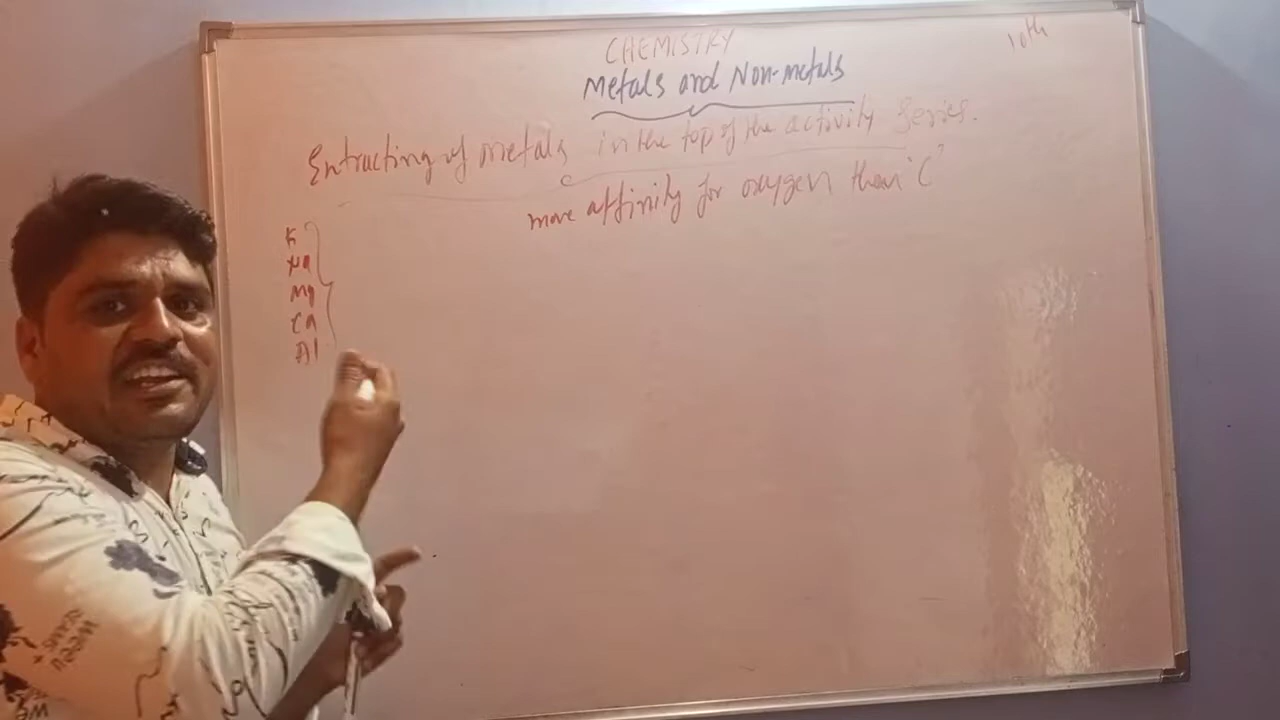 CHEMISTRY
10th
Metals and Non-metals
Extracting of metals in the top of the activity series.
more affinity for oxygen than 'C'
K
Na
Mg
Ca
Al